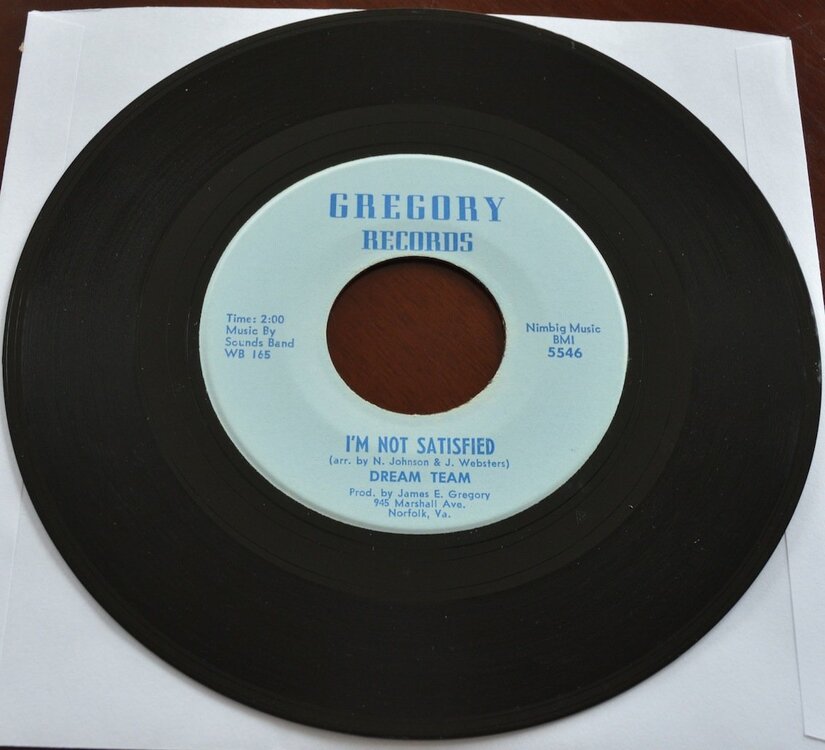 GREGORY
RECORDS
Time: 2:00
Music By
Sounds Band
WB 165
Nimbig Music
BMI
5546
I'M NOT SATISFIED
(arr. by N. Johnson & J. Websters)
DREAM TEAM
Prod. by James E. Gregory
945 Marshall Ave.
Norfolk, Va.